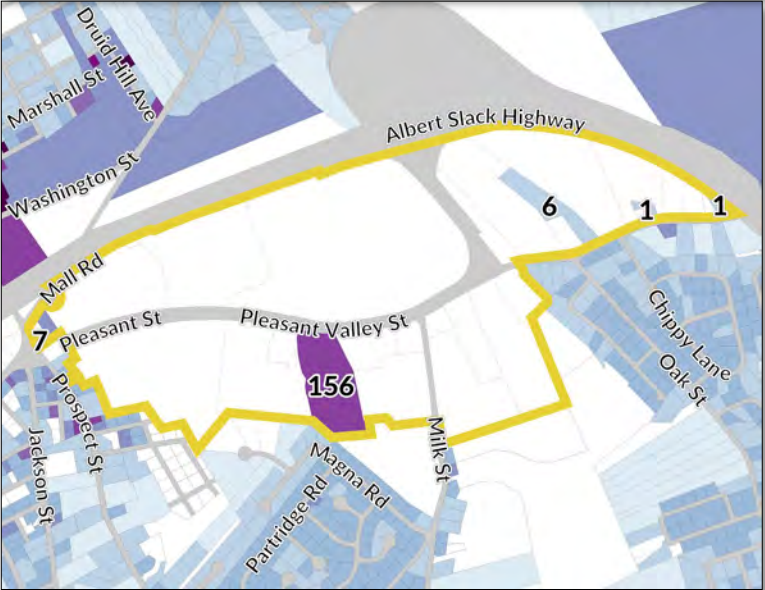 Druid Hill Ave
Marshall St
Albert Slack Highway
Washington St
6
1
1
Mall Rd
7
Pleasant St
Pleasant Valley St
Chippy Lane
156
Oak St
Prospect St
Jackson St
Milk St
Magna Rd
Partridge Rd